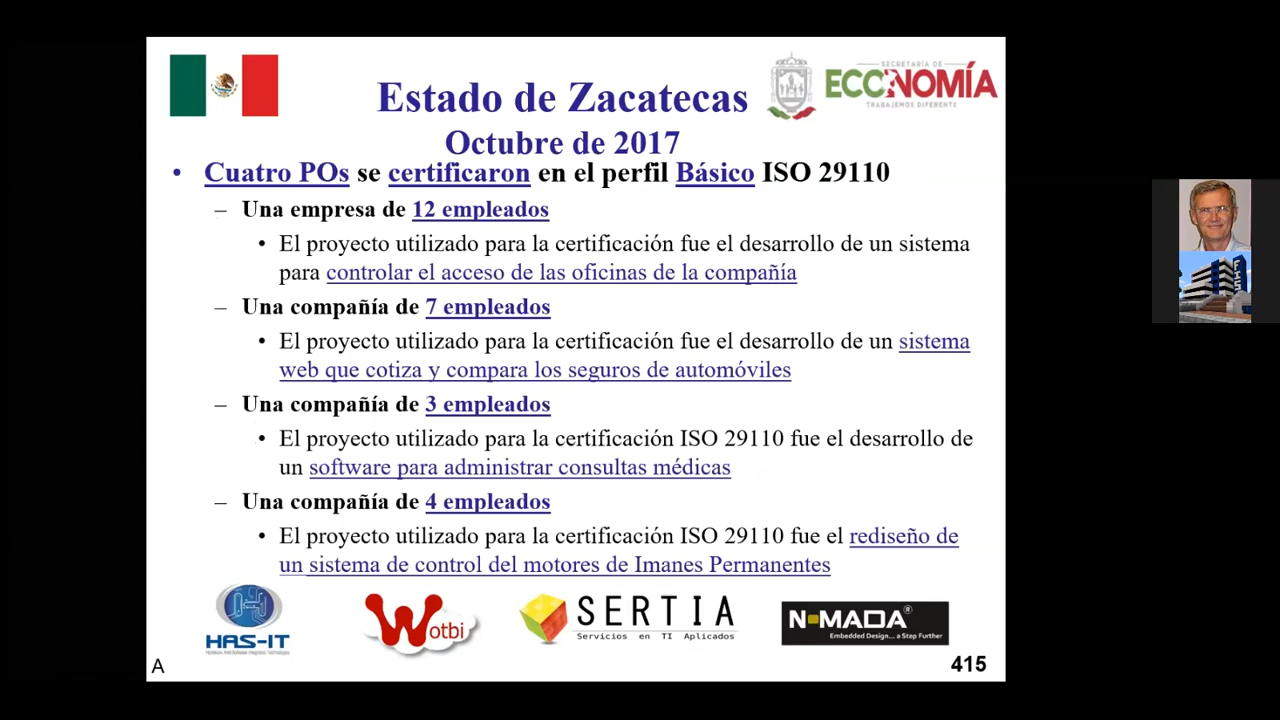 SECRETARÍA DE
ECONOMÍA
TRABAJEMOS DIFERENTE
Estado de Zacatecas
Octubre de 2017
• Cuatro POs se certificaron en el perfil Básico ISO 29110
– Una empresa de 12 empleados
• El proyecto utilizado para la certificación fue el desarrollo de un sistema
para controlar el acceso de las oficinas de la compañía
– Una compañía de 7 empleados
• El proyecto utilizado para la certificación fue el desarrollo de un sistema
web que cotiza y compara los seguros de automóviles
– Una compañía de 3 empleados
• El proyecto utilizado para la certificación ISO 29110 fue el desarrollo de
un software para administrar consultas médicas
– Una compañía de 4 empleados
• El proyecto utilizado para la certificación ISO 29110 fue el rediseño de
un sistema de control del motores de Imanes Permanentes
HAS-IT
Wotbi
SERTIA
Servicios en TI Aplicados
N-MADA®
Embedded Design... a Step Further
A
415